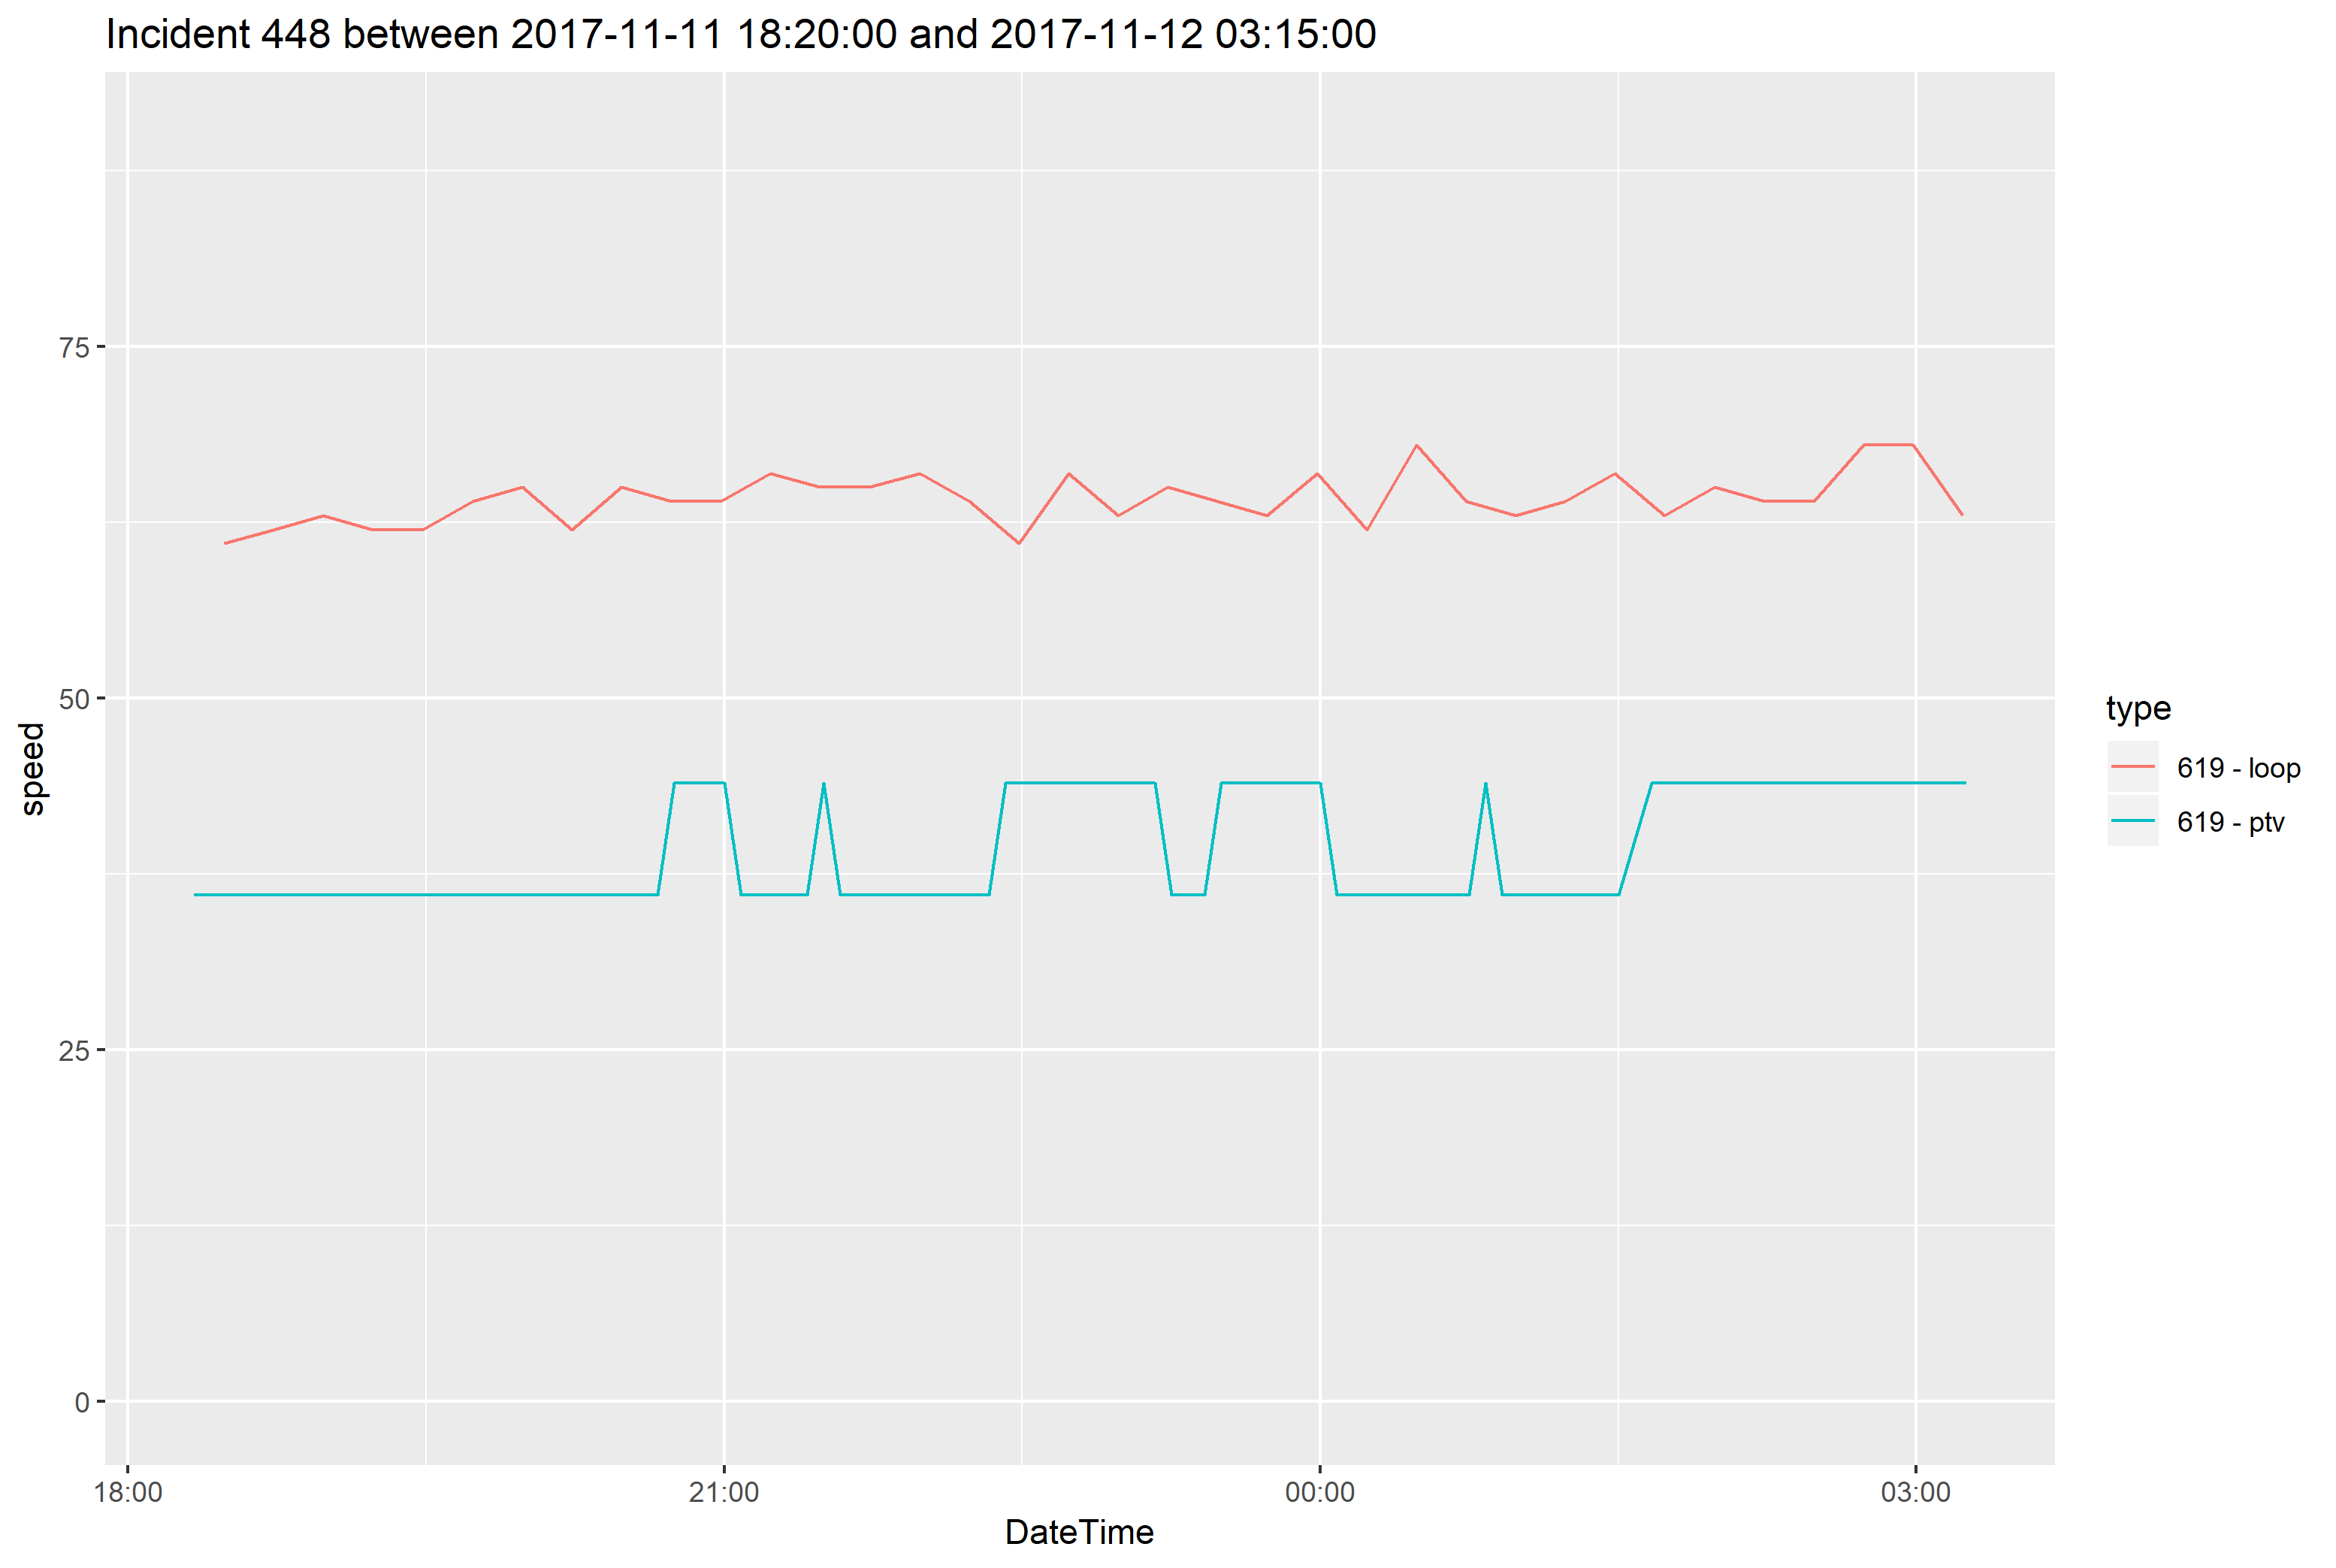 Incident 448 between 2017-11-11 18:20:00 and 2017-11-12 03:15:00
75
50
25
0
speed
18:00
21:00
00:00
03:00
DateTime
type
619 - loop
619 - ptv